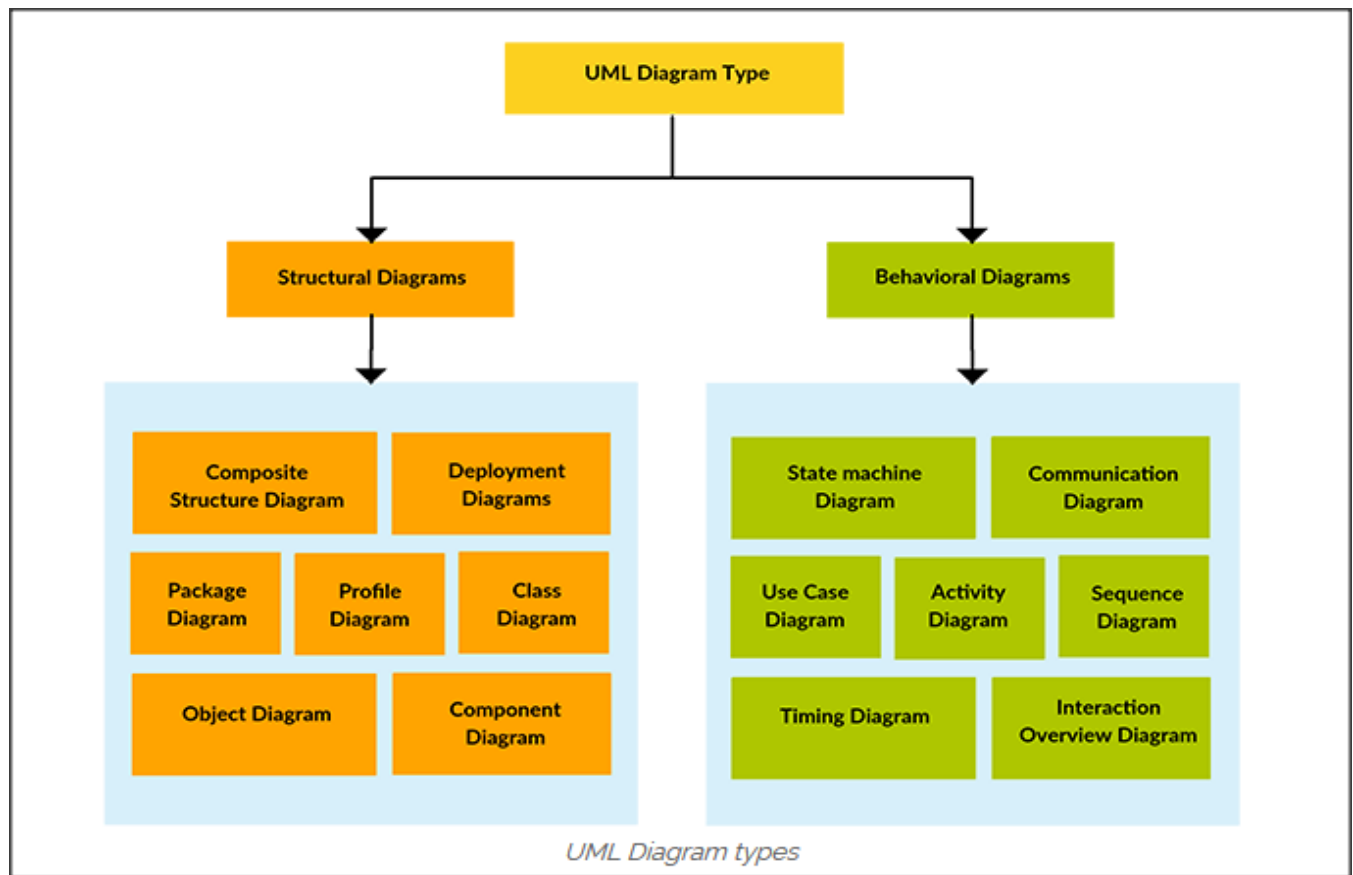 UML Diagram Type
Structural Diagrams
Behavioral Diagrams
Composite
Structure Diagram
Deployment
Diagrams
Package
Diagram
Profile
Diagram
Class
Diagram
Object Diagram
Component
Diagram
State machine
Diagram
Communication
Diagram
Use Case
Diagram
Activity
Diagram
Sequence
Diagram
Timing Diagram
Interaction
Overview Diagram
UML Diagram types